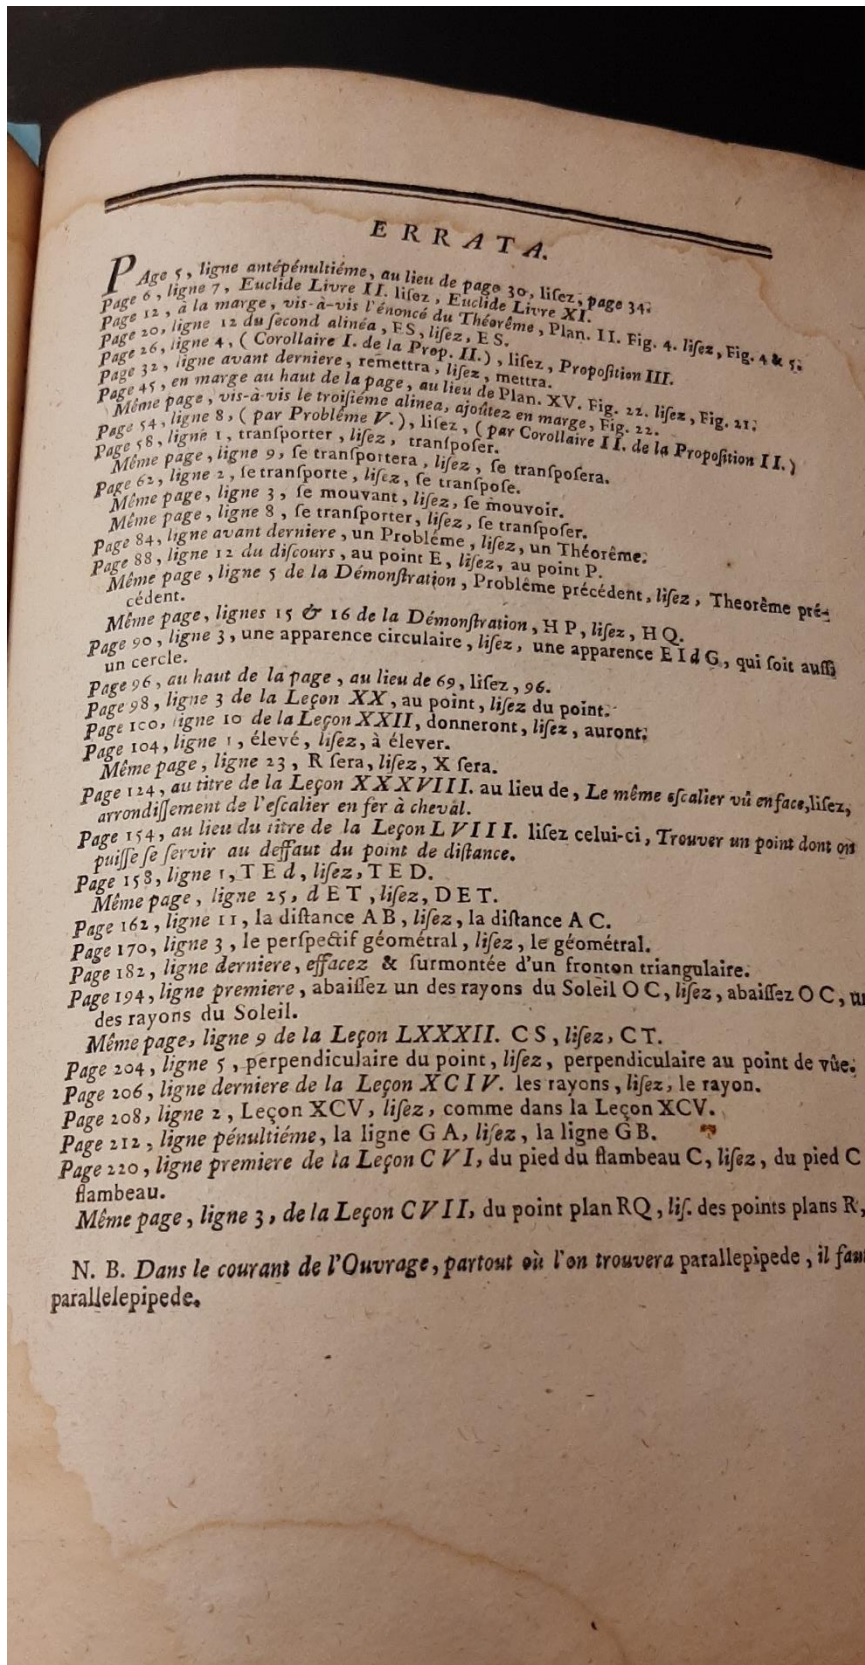 ERRATA.
PAge 5, ligne antépénultiéme, au lieu de page 30, liſez, page 34.
Page 6, ligne 7, Euclide Livre II. liſez, Euclide Livre XI.
Page 12, à la marge, vis-à-vis l'énoncé du Théorême, Plan. II. Fig. 4. liſez, Fig. 4 & 5.
Page 20, ligne 12 du ſecond alinéa, ES, liſez, E S.
Page 26, ligne 4, ( Corollaire I. de la Prop. II. ), liſez, Propoſition III.
Page 32, ligne avant derniere, remettra, liſez, mettra.
Page 45, en marge au haut de la page, au lieu de Plan. XV. Fig. 22. liſez, Fig. 21.
Même page, vis-à-vis le troiſiéme alinea, ajoûtez en marge, Fig. 22.
Page 54, ligne 8, ( par Problême V. ), liſez, ( par Corollaire II. de la Propoſition II. )
Page 58, ligne 1, tranſporter, liſez, tranſpoſer.
Même page, ligne 9, ſe tranſportera, liſez, ſe tranſpoſera.
Page 62, ligne 2, ſe tranſporte, liſez, ſe tranſpoſe.
Même page, ligne 3, ſe mouvant, liſez, ſe mouvoir.
Même page, ligne 8, ſe tranſporter, liſez, ſe tranſpoſer.
Page 84, ligne avant derniere, un Problême, liſez, un Théorême.
Page 88, ligne 12 du diſcours, au point E, liſez, au point P.
Même page, ligne 5 de la Démonſtration, Problême précédent, liſez, Theorême pré-
cédent.
Même page, lignes 15 & 16 de la Démonſtration, H P, liſez, H Q.
Page 90, ligne 3, une apparence circulaire, liſez, une apparence E I d G, qui ſoit auſſi
un cercle.
Page 96, au haut de la page, au lieu de 69, liſez, 96.
Page 98, ligne 3 de la Leçon XX, au point, liſez du point.
Page 100, ligne 10 de la Leçon XXII, donneront, liſez, auront.
Page 104, ligne 1, élevé, liſez, à élever.
Même page, ligne 23, R ſera, liſez, X ſera.
Page 124, au titre de la Leçon XXXVIII. au lieu de, Le même eſcalier vû en face, liſez,
arrondiſſement de l'eſcalier en fer à cheval.
Page 154, au lieu du titre de la Leçon LVIII. liſez celui-ci, Trouver un point dont on
puiſſe ſe ſervir au deffaut du point de diſtance.
Page 158, ligne 1, T E d, liſez, T E D.
Même page, ligne 25, d E T, liſez, D E T.
Page 162, ligne 11, la diſtance A B, liſez, la diſtance A C.
Page 170, ligne 3, le perſpectif géométral, liſez, le géométral.
Page 182, ligne derniere, effacez & ſurmontée d'un fronton triangulaire.
Page 194, ligne premiere, abaiſſez un des rayons du Soleil O C, liſez, abaiſſez O C, un
des rayons du Soleil.
Même page, ligne 9 de la Leçon LXXXII. C S, liſez, C T.
Page 204, ligne 5, perpendiculaire du point, liſez, perpendiculaire au point de vûe.
Page 206, ligne derniere de la Leçon XCIV. les rayons, liſez, le rayon.
Page 208, ligne 2, Leçon XCV, liſez, comme dans la Leçon XCV.
Page 212, ligne pénultiéme, la ligne G A, liſez, la ligne G B.
Page 220, ligne premiere de la Leçon CVI, du pied du flambeau C, liſez, du pied C
flambeau.
Même page, ligne 3, de la Leçon CVII, du point plan RQ, liſ. des points plans R,
N. B. Dans le courant de l'Ouvrage, partout où l'on trouvera parallepipede, il faut
parallelepipede.